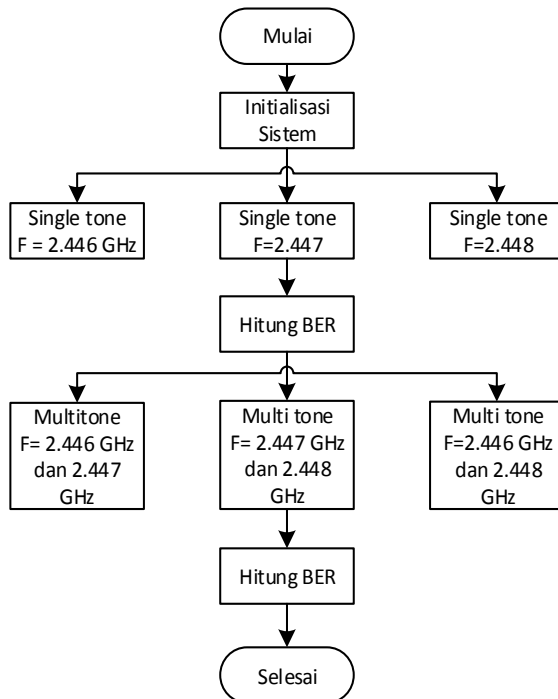 Mulai
Initialisasi
Sistem
Single tone
F = 2.446 GHz
Single tone
F=2.447
Single tone
F=2.448
Hitung BER
Multitone
F= 2.446 GHz
dan 2.447
GHz
Multi tone
F= 2.447 GHz
dan 2.448
GHz
Multi tone
F=2.446 GHz
dan 2.448
GHz
Hitung BER
Selesai